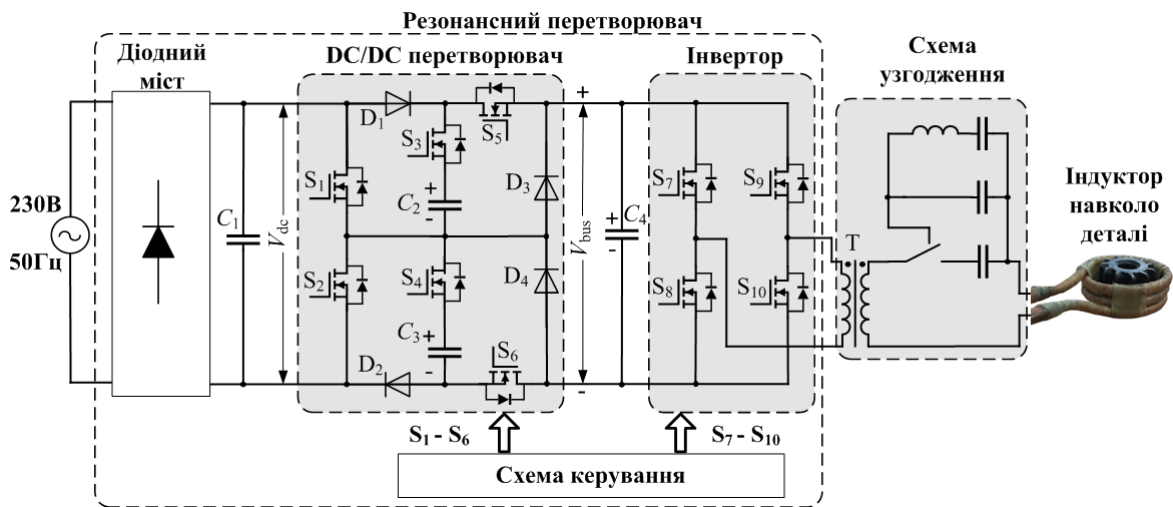 Резонансний перетворювач
Діодний
міст
DC/DC перетворювач
Інвертор
Схема
узгодження
Індуктор
навколо
деталі
230В
50Гц
C1
Vdc
D1
S1
S2
S3
C2
S4
C3
D2
S5
S6
D3
D4
+
-
+
-
+
-
Vbus
+
-
C4
S7
S8
S9
S10
T
S1 - S6
S7 - S10
Схема керування